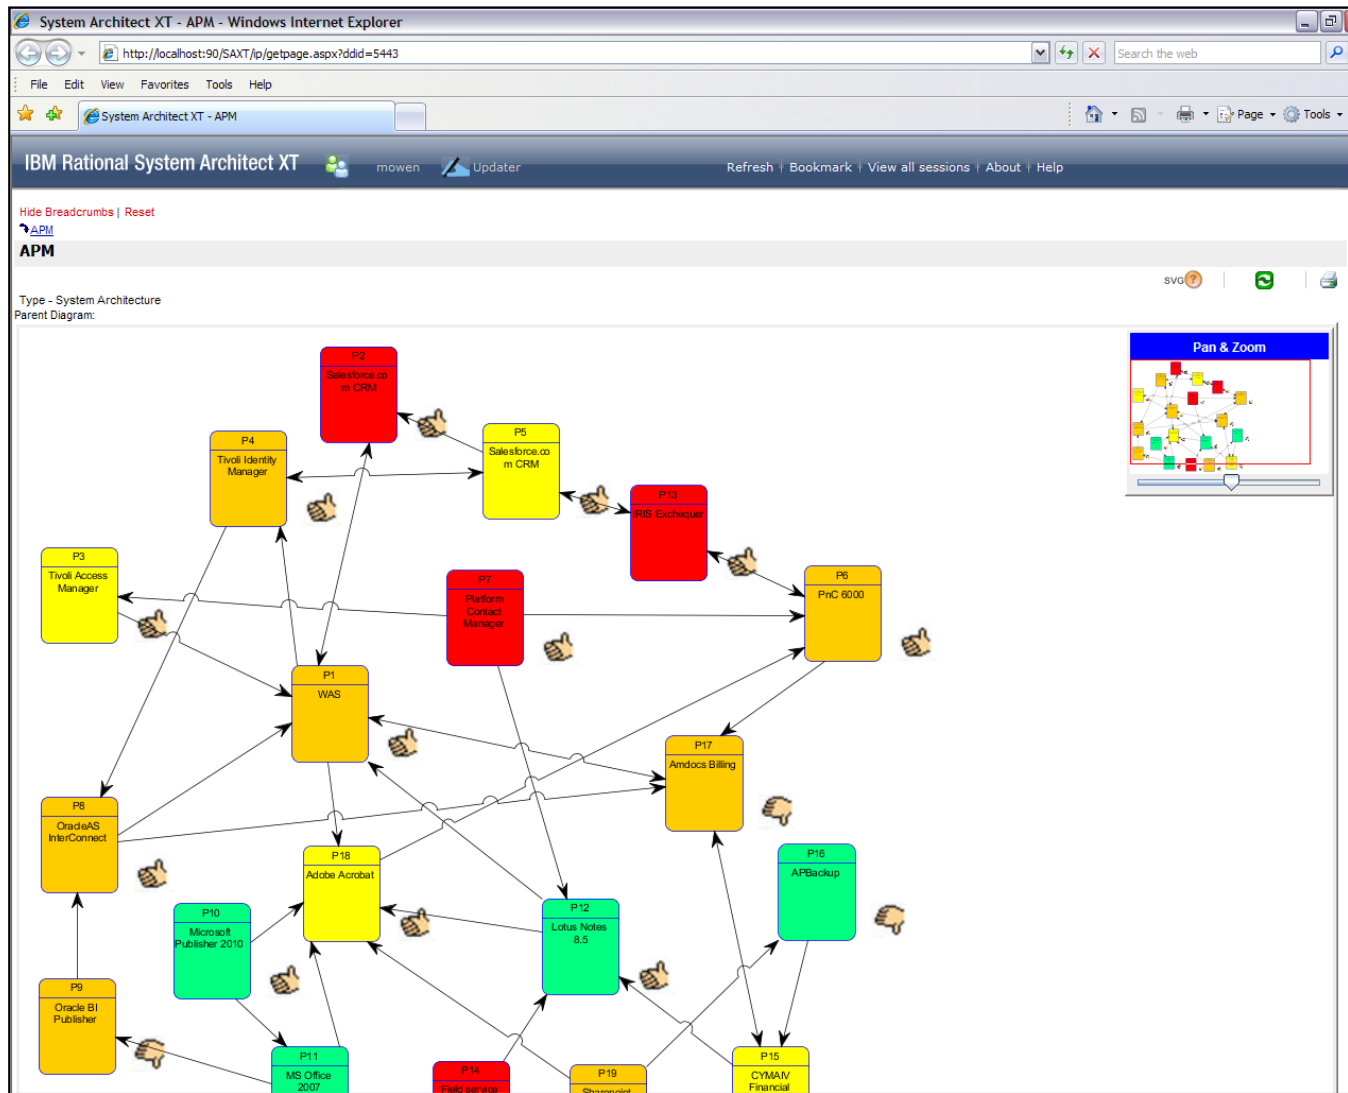 System Architect XT - APM - Windows Internet Explorer
http://localhost:90/SAXT/ip/getpage.aspx?ddid=5443
Search the web
File Edit View Favorites Tools Help
System Architect XT - APM
Page
Tools
IBM Rational System Architect XT
mowen
Updater
Refresh | Bookmark | View all sessions | About | Help
Hide Breadcrumbs | Reset
APM
APM
svG?
Type - System Architecture
Parent Diagram:
Pan & Zoom
P2
Salesforce.co
m CRM
P5
Salesforce.co
m CRM
P4
Tivoli Identity
Manager
P13
IRIS Exchequer
P3
Tivoli Access
Manager
P7
Platform
Contact
Manager
P6
PnC 6000
P1
WAS
P17
Amdocs Billing
P8
OracleAS
InterConnect
P18
Adobe Acrobat
P16
APBackup
P10
Microsoft
Publisher 2010
P12
Lotus Notes
8.5
P9
Oracle BI
Publisher
P11
MS Office
2007
P14
Field service
P19
Sharepoint
P15
CYMAIV
Financial